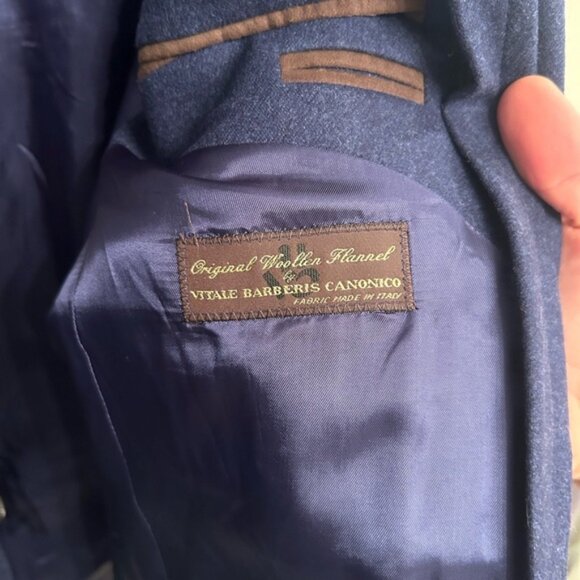 Original Woollen Flannel
by
VITALE BARBERIS CANONICO
FABRIC MADE IN ITALY